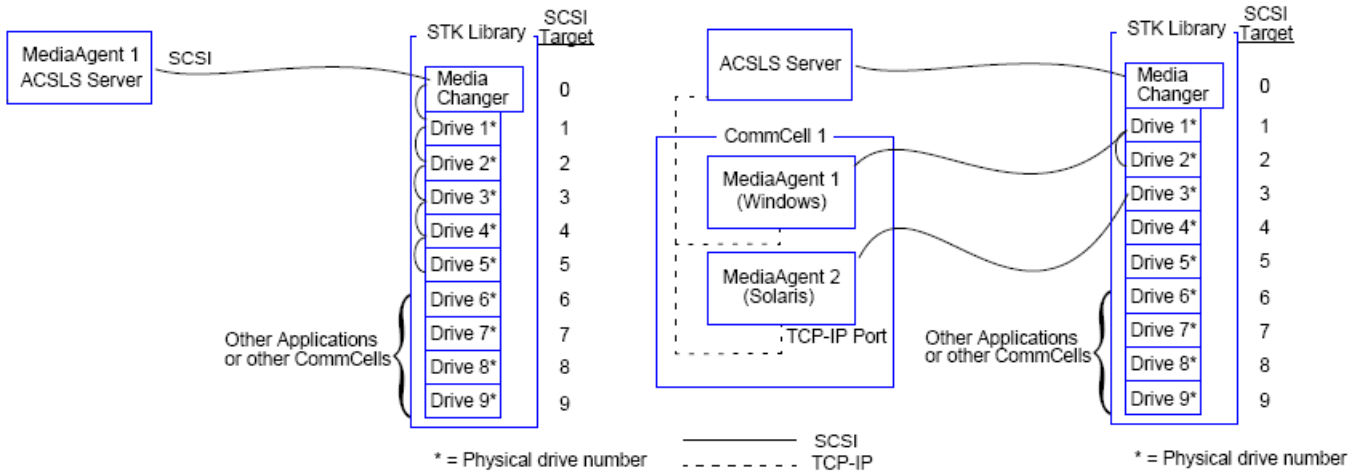 MediaAgent 1
ACSLS Server
SCSI
STK Library
SCSI
Target
Media
Changer
0
Drive 1*
1
Drive 2*
2
Drive 3*
3
Drive 4*
4
Drive 5*
5
Drive 6*
6
Drive 7*
7
Drive 8*
8
Drive 9*
9
Other Applications
or other CommCells
* = Physical drive number
ACSLS Server
CommCell 1
MediaAgent 1
(Windows)
MediaAgent 2
(Solaris)
TCP-IP Port
SCSI
TCP-IP
STK Library
SCSI
Target
Media
Changer
0
Drive 1*
1
Drive 2*
2
Drive 3*
3
Drive 4*
4
Drive 5*
5
Drive 6*
6
Drive 7*
7
Drive 8*
8
Drive 9*
9
Other Applications
or other CommCells
* = Physical drive number